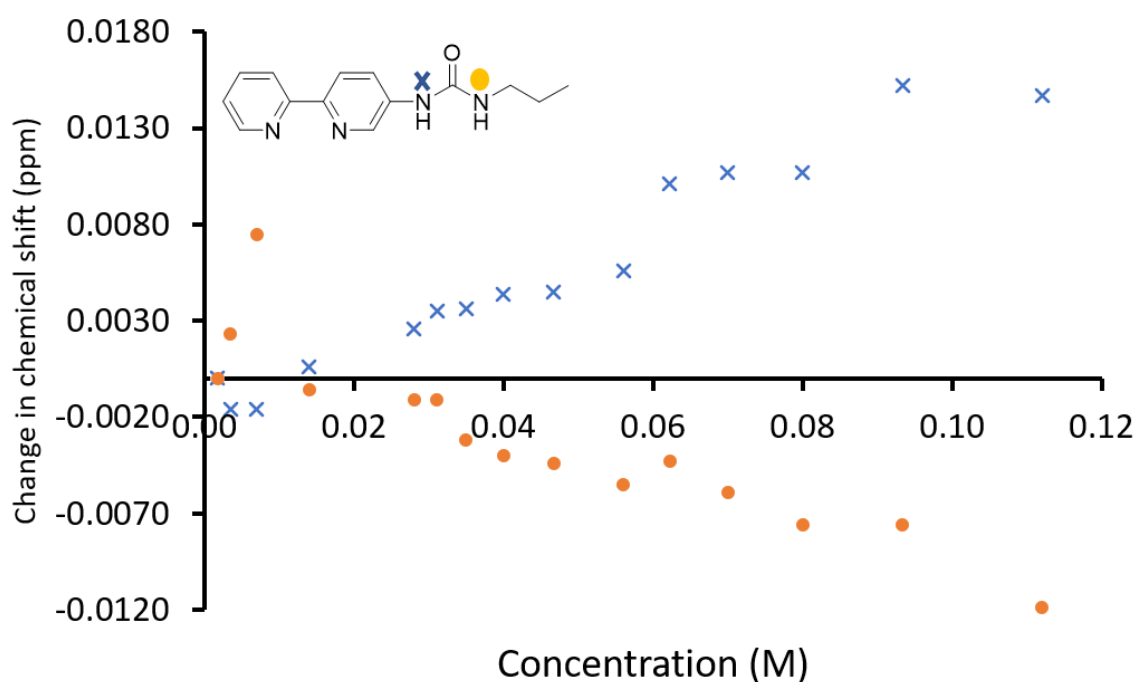 Change in chemical shift (ppm)
0.0180
0.0130
0.0080
0.0030
-0.0020
-0.0070
-0.0120
O
N
H
N
H
N
N
0.00 0.02 0.04 0.06 0.08 0.10 0.12
Concentration (M)